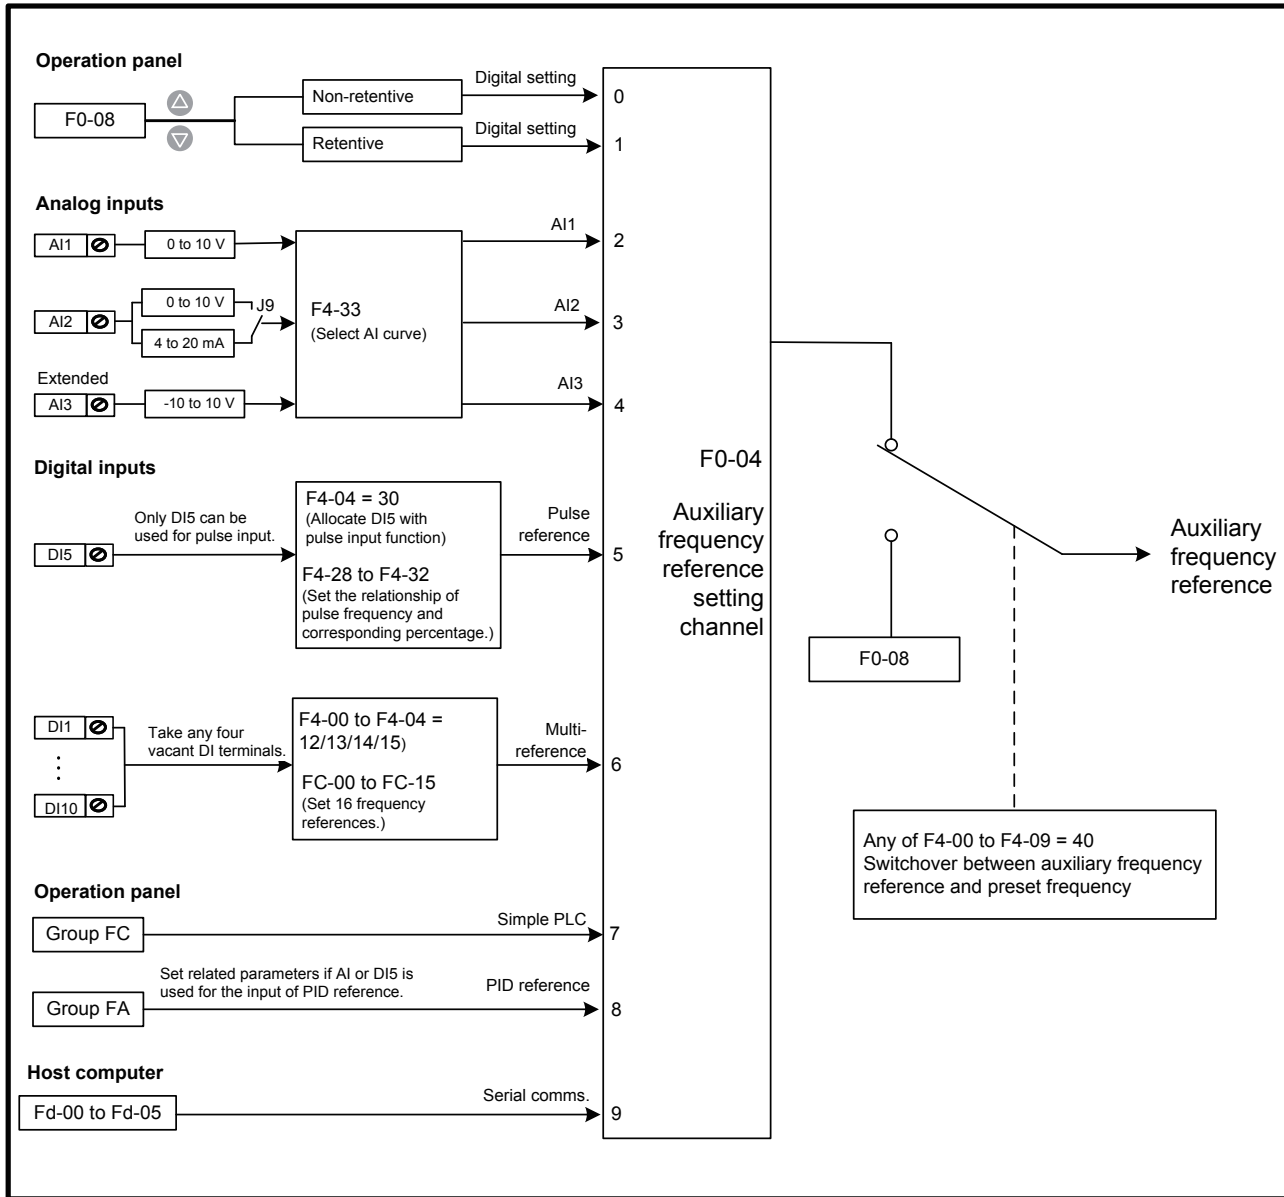 Operation panel
F0-08
Non-retentive
Digital setting
0
Retentive
Digital setting
1
Analog inputs
AI1
0 to 10 V
AI1
2
AI2
0 to 10 V
J9
4 to 20 mA
F4-33
(Select AI curve)
AI2
3
Extended
AI3
-10 to 10 V
AI3
4
Digital inputs
DI5
Only DI5 can be
used for pulse input.
F4-04 = 30
(Allocate DI5 with
pulse input function)
F4-28 to F4-32
(Set the relationship of
pulse frequency and
corresponding percentage.)
Pulse
reference
5
DI1
DI10
Take any four
vacant DI terminals.
F4-00 to F4-04 =
12/13/14/15)
FC-00 to FC-15
(Set 16 frequency
references.)
Multi-
reference
6
Operation panel
Group FC
Simple PLC
7
Group FA
Set related parameters if AI or DI5 is
used for the input of PID reference.
PID reference
8
Host computer
Fd-00 to Fd-05
Serial comms.
9
F0-04
Auxiliary
frequency
reference
setting
channel
F0-08
Auxiliary
frequency
reference
Any of F4-00 to F4-09 = 40
Switchover between auxiliary frequency
reference and preset frequency